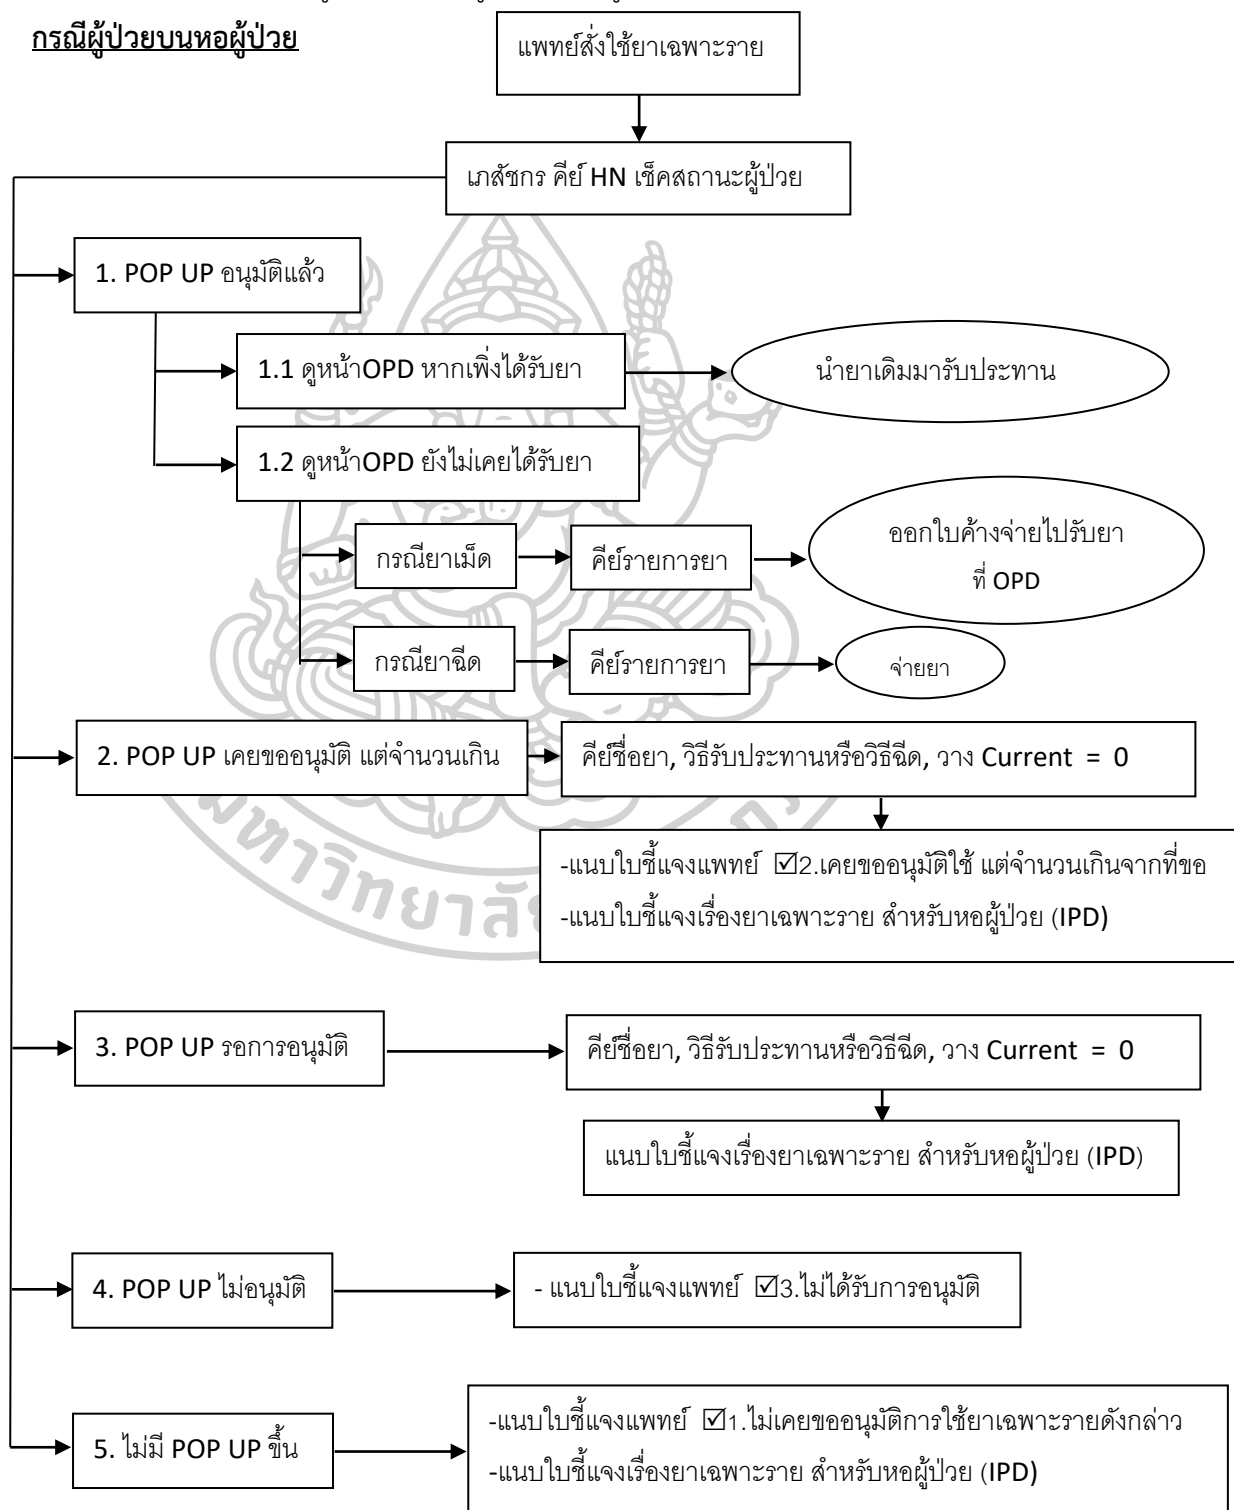 กรณีผู้ป่วยบนหอผู้ป่วย
แพทย์สั่งใช้ยาเฉพาะราย
เภสัชกร คีย์ HN เช็คสถานะผู้ป่วย
1. POP UP อนุมัติแล้ว
1.1 ดูหน้าOPD หากเพิ่งได้รับยา
นำยาเดิมมารับประทาน
1.2 ดูหน้าOPD ยังไม่เคยได้รับยา
กรณียาเม็ด
คีย์รายการยา
ออกใบค้างจ่ายไปรับยา
ที่ OPD
กรณียาฉีด
คีย์รายการยา
จ่ายยา
2. POP UP เคยขออนุมัติ แต่จำนวนเกิน
คีย์ชื่อยา, วิธีรับประทานหรือวิธีฉีด, วาง Current = 0
-แนบใบชี้แจงแพทย์ ☑2.เคยขออนุมัติใช้ แต่จำนวนเกินจากที่ขอ
-แนบใบชี้แจงเรื่องยาเฉพาะราย สำหรับหอผู้ป่วย (IPD)
มหาวิทยาลัย
3. POP UP รอการอนุมัติ
คีย์ชื่อยา, วิธีรับประทานหรือวิธีฉีด, วาง Current = 0
แนบใบชี้แจงเรื่องยาเฉพาะราย สำหรับหอผู้ป่วย (IPD)
4. POP UP ไม่อนุมัติ
- แนบใบชี้แจงแพทย์ ☑3.ไม่ได้รับการอนุมัติ
5. ไม่มี POP UP ขึ้น
-แนบใบชี้แจงแพทย์ ☑1.ไม่เคยขออนุมัติการใช้ยาเฉพาะรายดังกล่าว
-แนบใบชี้แจงเรื่องยาเฉพาะราย สำหรับหอผู้ป่วย (IPD)